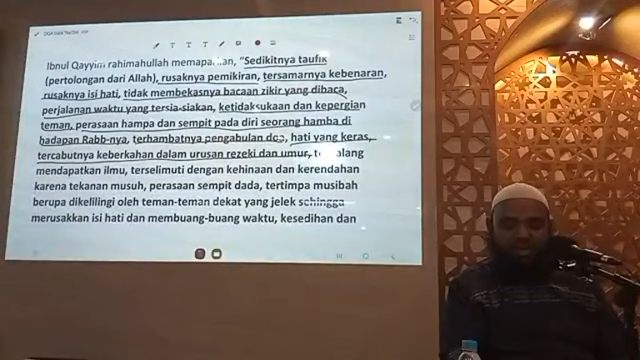 Ibnul Qayyim rahimahullah memaparkan, "Sedikitnya taufik
(pertolongan dari Allah), rusaknya pemikiran, tersamarnya kebenaran,
rusaknya isi hati, tidak membekasnya bacaan zikir yang dibaca,
perjalanan waktu yang tersia-siakan, ketidaksukaan dan kepergian
teman, perasaan hampa dan sempit pada diri seorang hamba di
hadapan Rabb-nya, terhambatnya pengabulan doa, hati yang keras,
tercabutnya keberkahan dalam urusan rezeki dan umur,
mendapatkan ilmu, terselimuti dengan kehinaan dan kerendahan
karena tekanan musuh, perasaan sempit dada, tertimpa musibah
berupa dikelilingi oleh teman-teman dekat yang jelek sehingga
merusakkan isi hati dan membuang-buang waktu, kesedihan dan